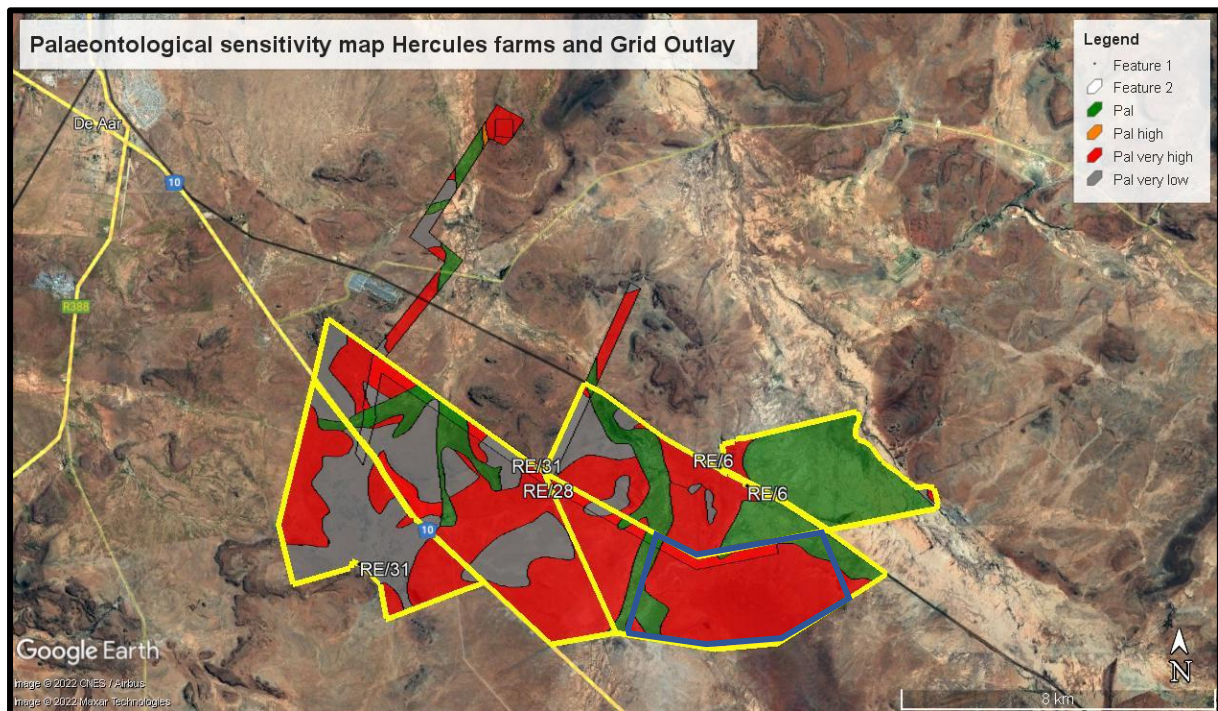 Palaeontological sensitivity map Hercules farms and Grid Outlay
Legend
Feature 1
Feature 2
Pal
Pal high
Pal very high
Pal very low
De Aar
10
R388
RE/31
RE/6
RE/28
RE/6
10
RE/31
Google Earth
Image © 2022 CNES / Airbus
Image © 2022 Maxar Technologies
N
8 km